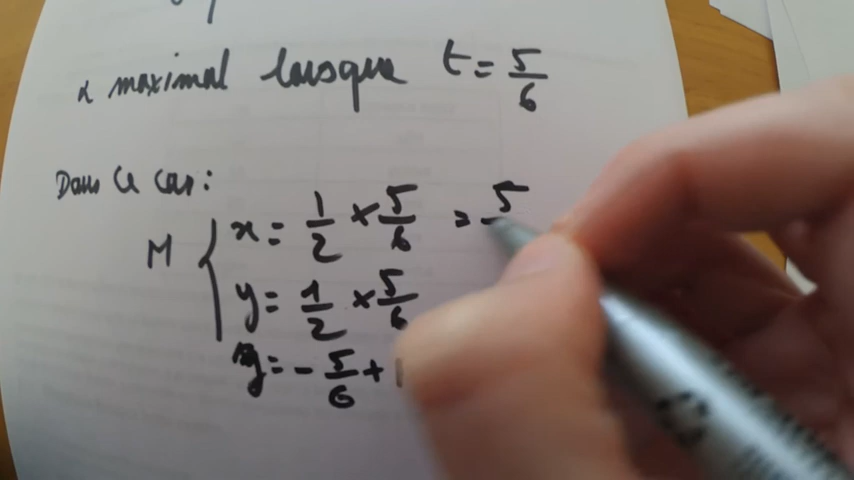 α maximal lorsque t = 5/6
Dans ce cas :
M { x = 1/2 × 5/6 = 5
y = 1/2 × 5/6
z = - 5/6 +